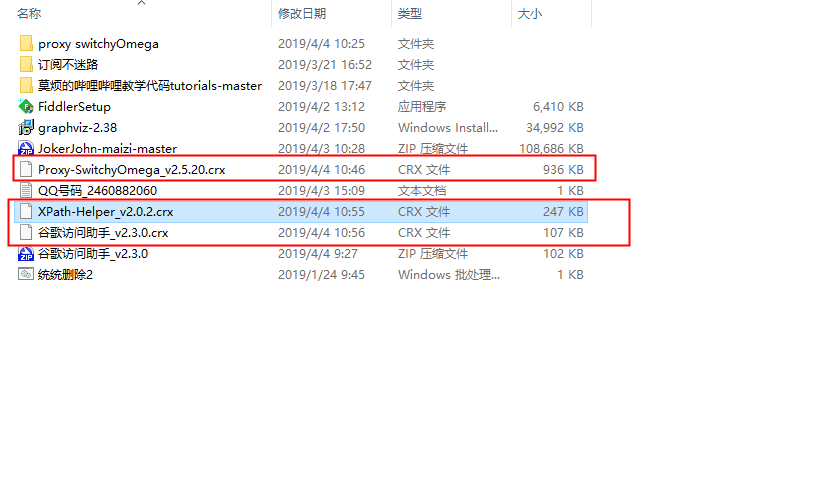 名称 修改日期 类型 大小
proxy switchyOmega 2019/4/4 10:25 文件夹
订阅不迷路 2019/3/21 16:52 文件夹
莫烦的哔哩哔哩教学代码tutorials-master 2019/3/18 17:47 文件夹
FiddlerSetup 2019/4/2 13:12 应用程序 6,410 KB
graphviz-2.38 2019/4/2 17:50 Windows Install... 34,992 KB
JokerJohn-maizi-master 2019/4/3 10:28 ZIP 压缩文件 108,686 KB
Proxy-SwitchyOmega_v2.5.20.crx 2019/4/4 10:46 CRX 文件 936 KB
QQ号码_2460882060 2019/4/3 15:09 文本文档 1 KB
XPath-Helper_v2.0.2.crx 2019/4/4 10:55 CRX 文件 247 KB
谷歌访问助手_v2.3.0.crx 2019/4/4 10:56 CRX 文件 107 KB
谷歌访问助手_v2.3.0 2019/4/4 9:27 ZIP 压缩文件 102 KB
统统删除2 2019/1/24 9:45 Windows 批处理... 1 KB